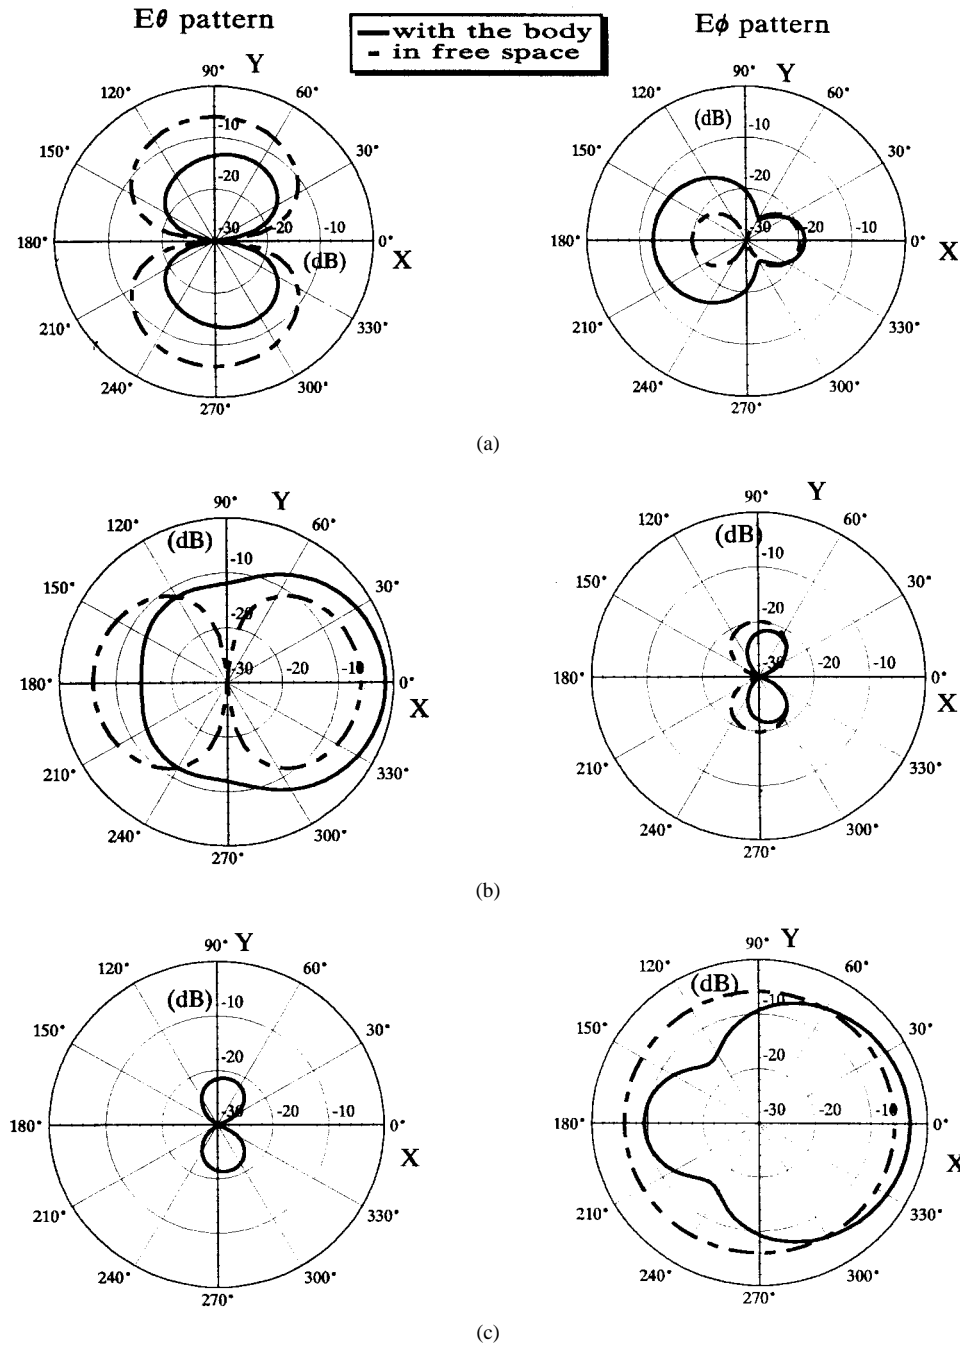 Eθ pattern
with the body
in free space
Eϕ pattern
90° Y
120° 60°
-10
150° 30°
-20
180° -30 -20 -10 0° X
(dB)
210° 330°
240° 300°
270°
90° Y
120° 60°
(dB) -10
150° 30°
-20
180° -30 -20 -10 0° X
210° 330°
240° 300°
270°
(a)
90° Y
120° 60°
(dB) -10
150° 30°
-20
-30 -20 -10
180° 0° X
210° 330°
240° 300°
270°
90° Y
120° 60°
(dB) -10
150° 30°
-20
-30 -20 -10
180° 0° X
210° 330°
240° 300°
270°
(b)
90° Y
120° 60°
(dB) -10
150° 30°
-20
-30 -20 -10
180° 0° X
210° 330°
240° 300°
270°
90° Y
120° 60°
(dB) -10
150° 30°
-20
-30 -20 -10
180° 0° X
210° 330°
240° 300°
270°
(c)